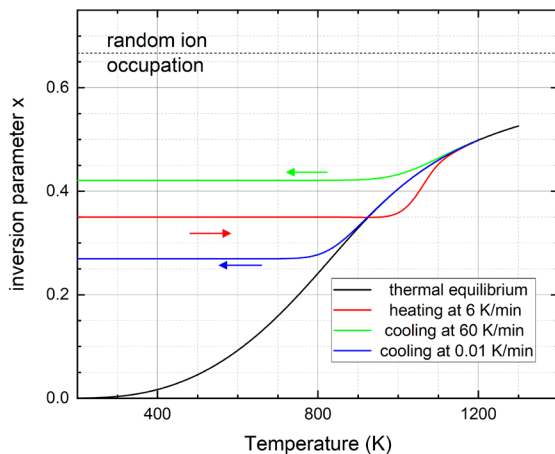 random ion
occupation
0.6
0.4
0.2
0.0
inversion parameter x
thermal equilibrium
heating at 6 K/min
cooling at 60 K/min
cooling at 0.01 K/min
400
800
1200
Temperature (K)